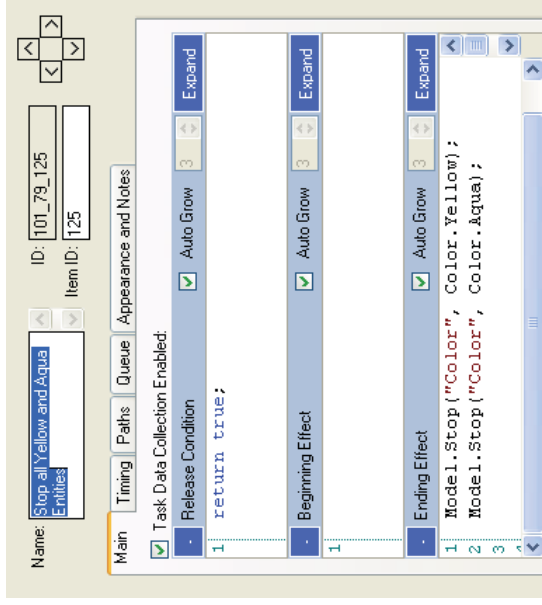 Name: Stop all Yellow and Aqua Entities
ID: 101_79_125
Item ID: 125
Main Timing Paths Queue Appearance and Notes
Task Data Collection Enabled:
- Release Condition Auto Grow 3 Expand
1 return true;
- Beginning Effect Auto Grow 3 Expand
1
- Ending Effect Auto Grow 3 Expand
1 Model.Stop("Color", Color.Yellow);
2 Model.Stop("Color", Color.Aqua);
3